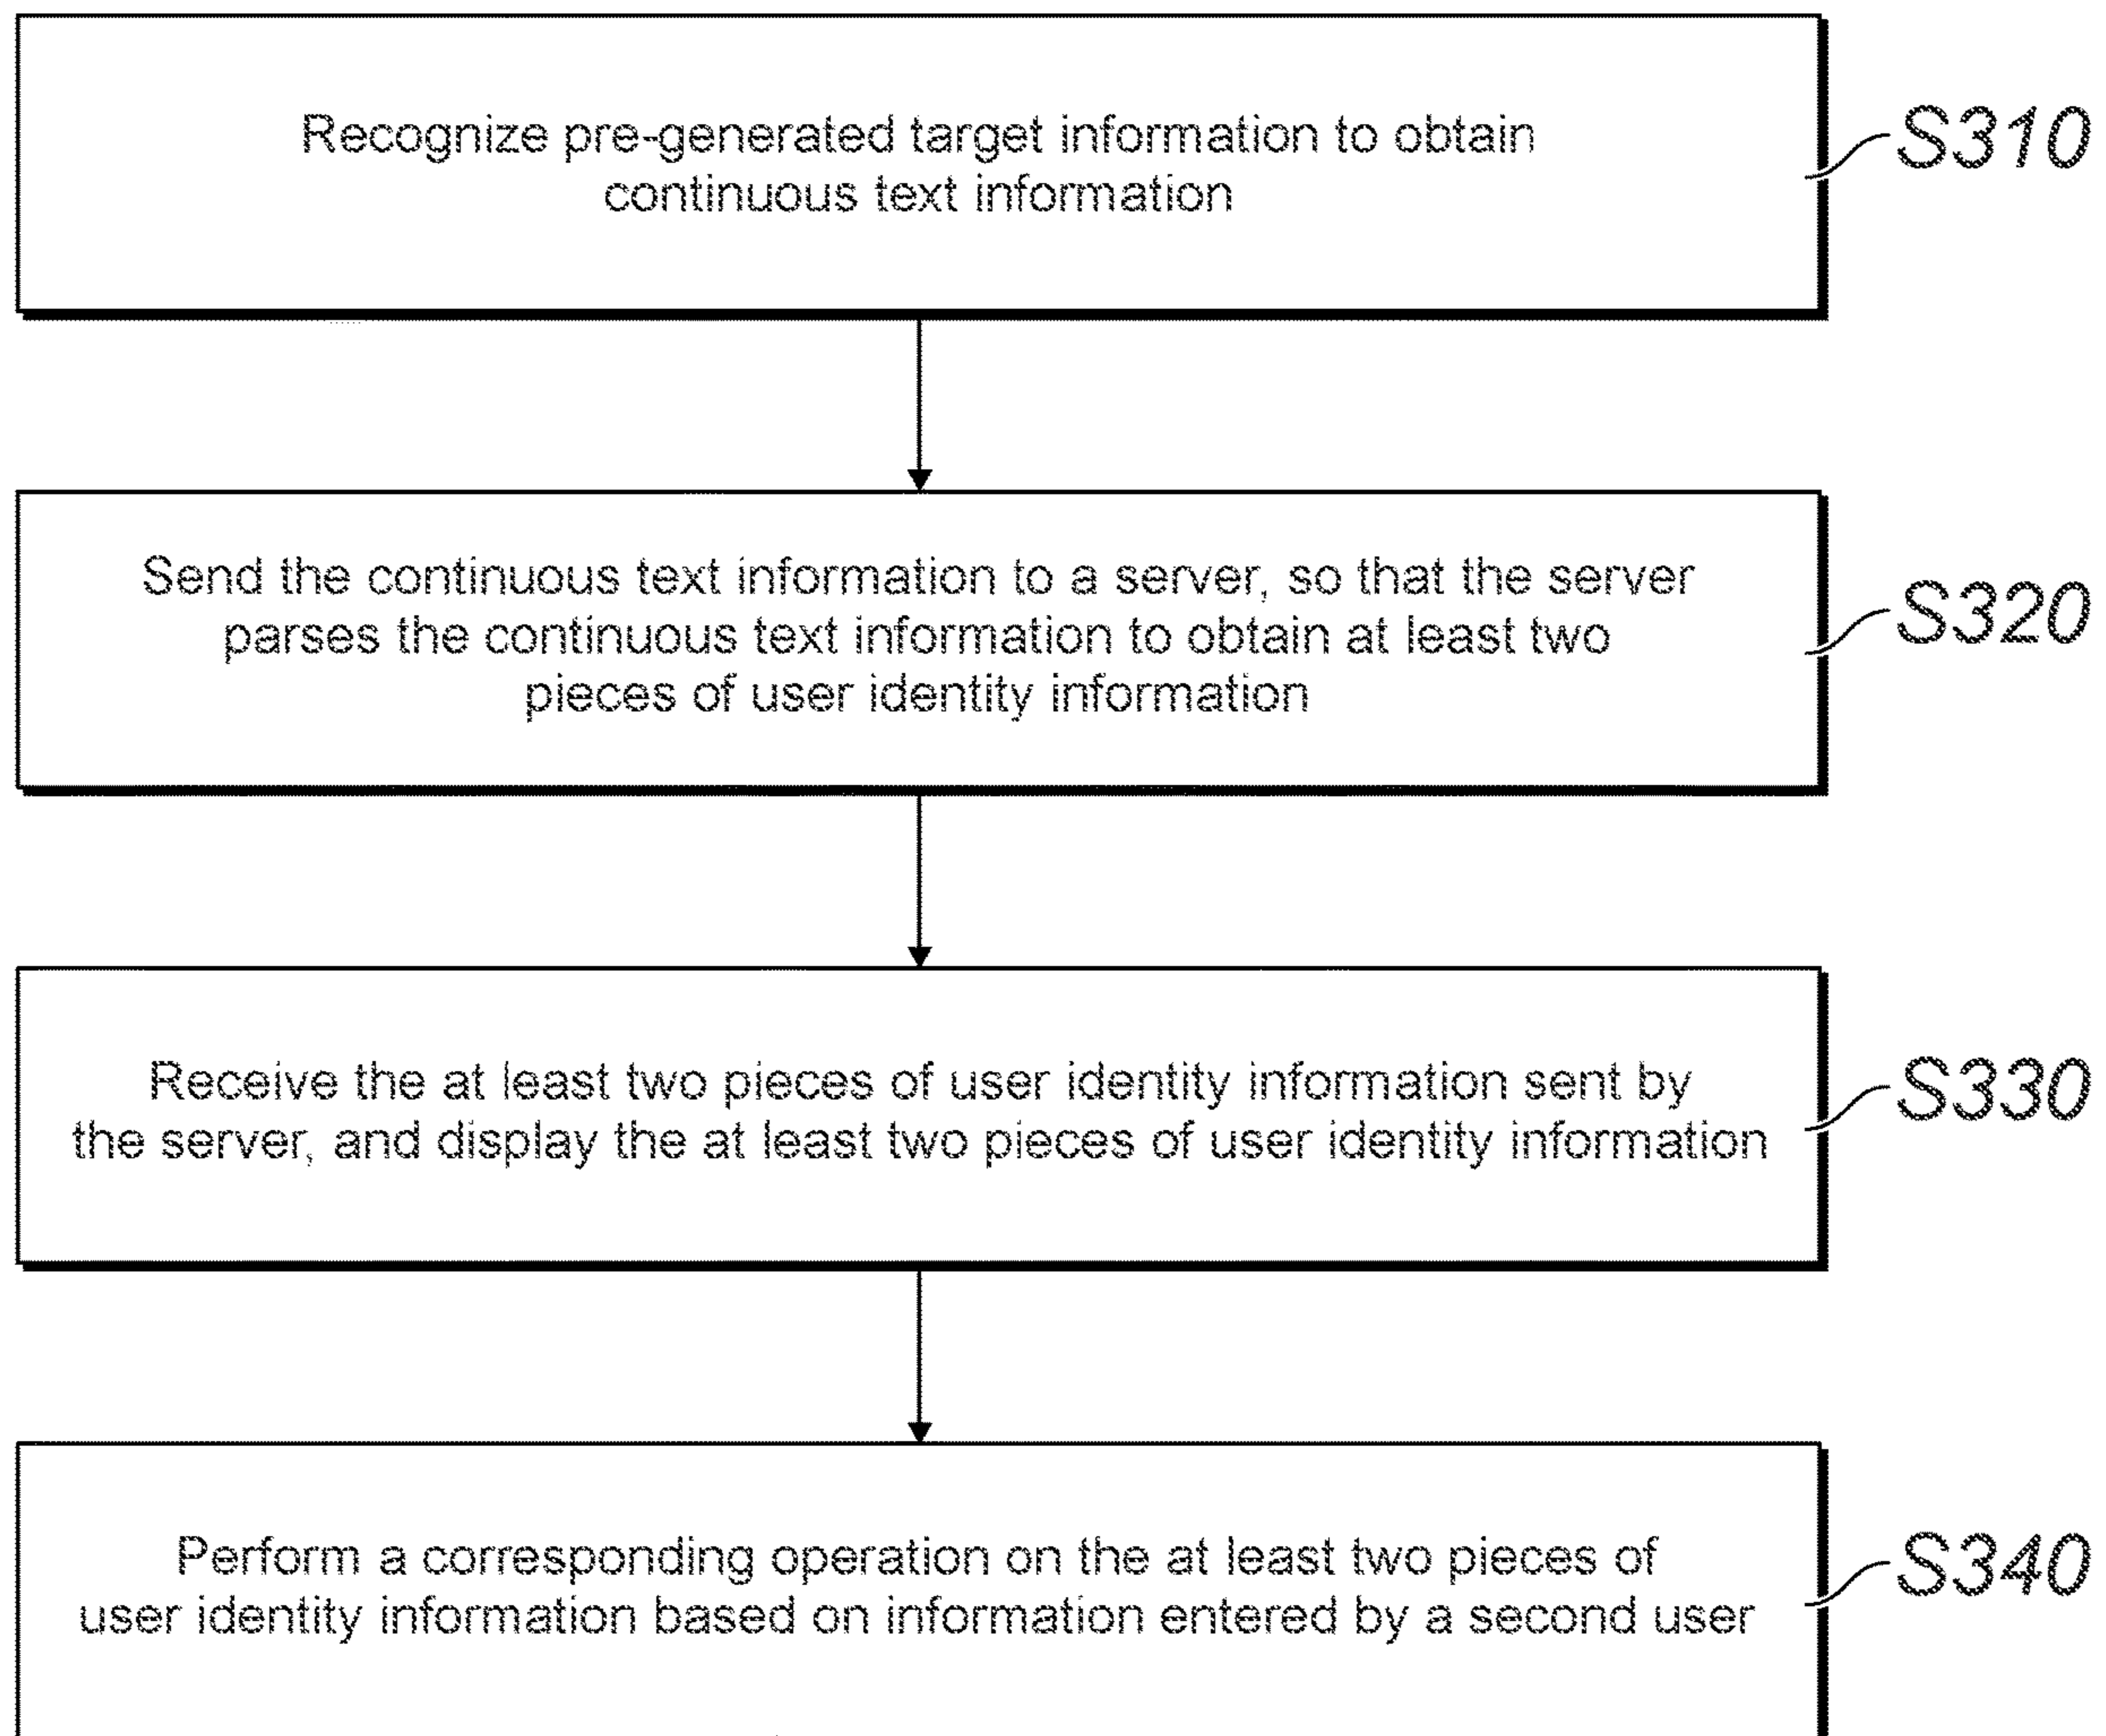 Recognize pre-generated target information to obtain
continuous text information
S310
Send the continuous text information to a server, so that the server
parses the continuous text information to obtain at least two
pieces of user identity information
S320
Receive the at least two pieces of user identity information sent by
the server, and display the at least two pieces of user identity information
S330
Perform a corresponding operation on the at least two pieces of
user identity information based on information entered by a second user
S340